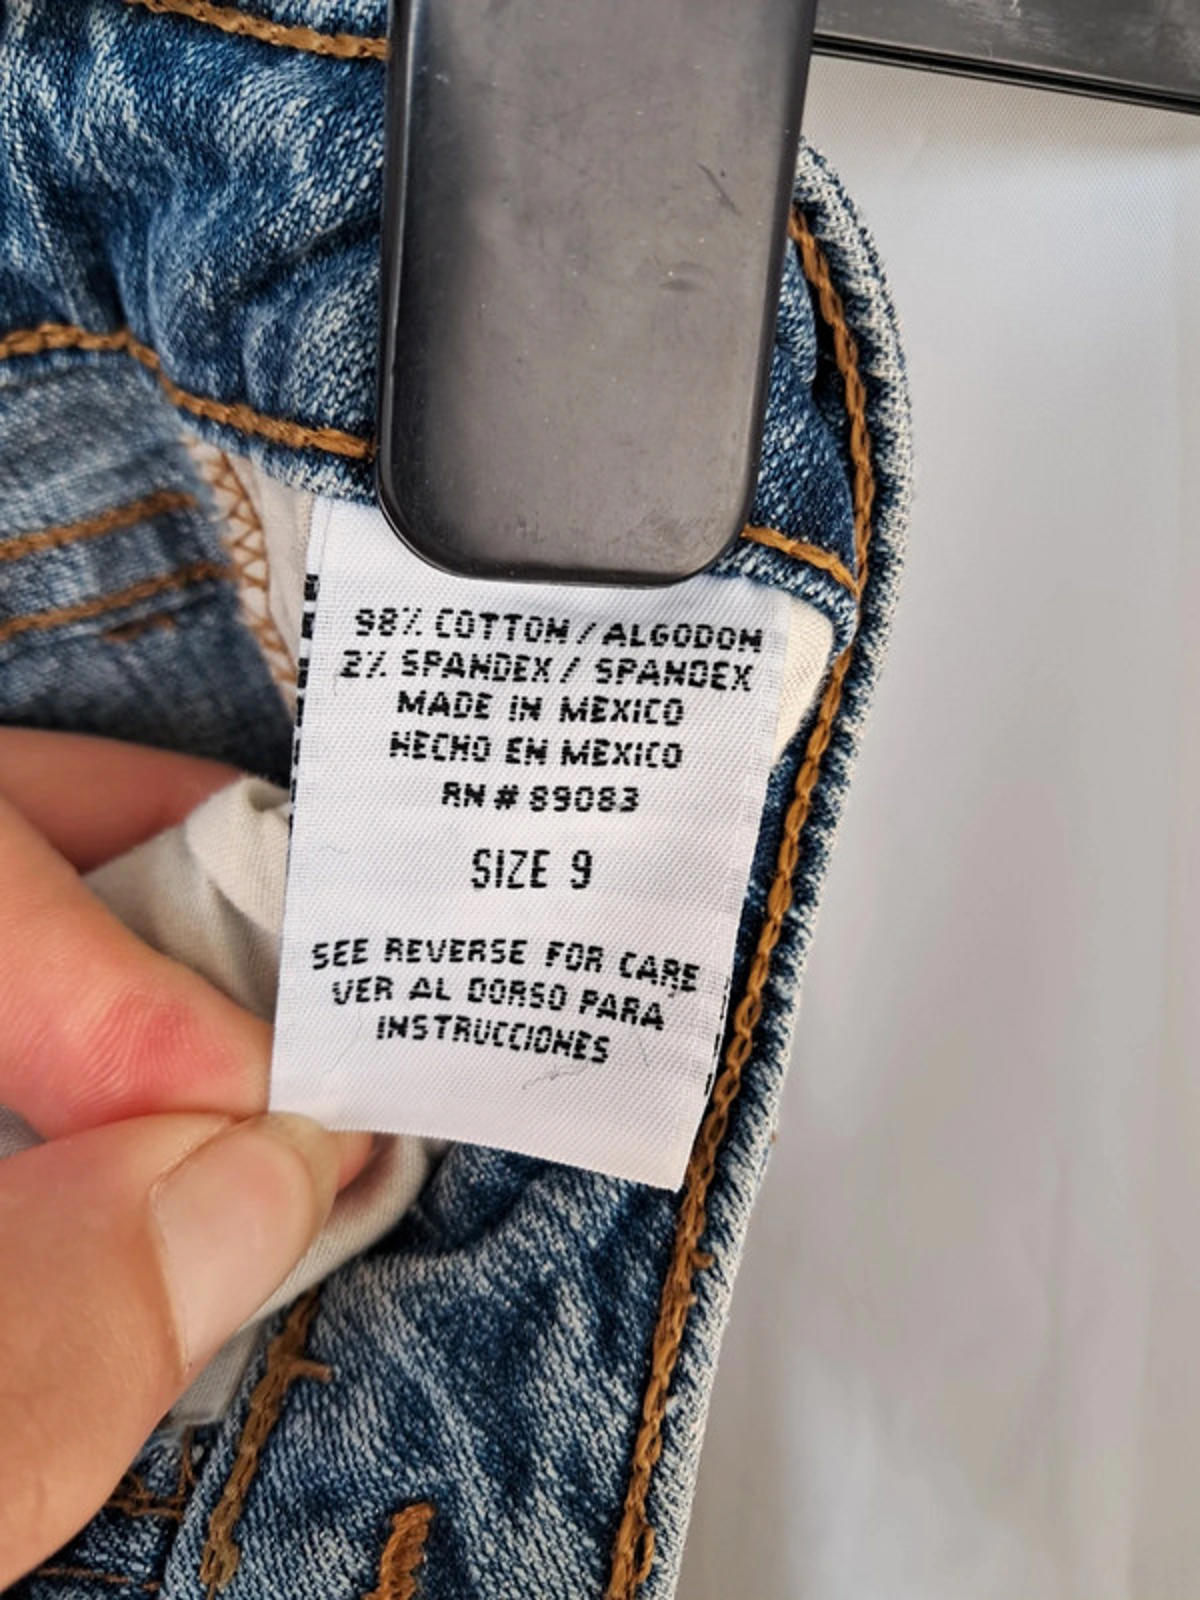 98% COTTON / ALGODON
2% SPANDEX / SPANDEX
MADE IN MEXICO
HECHO EN MEXICO
RN # 89083
SIZE 9
SEE REVERSE FOR CARE
VER AL DORSO PARA
INSTRUCCIONES